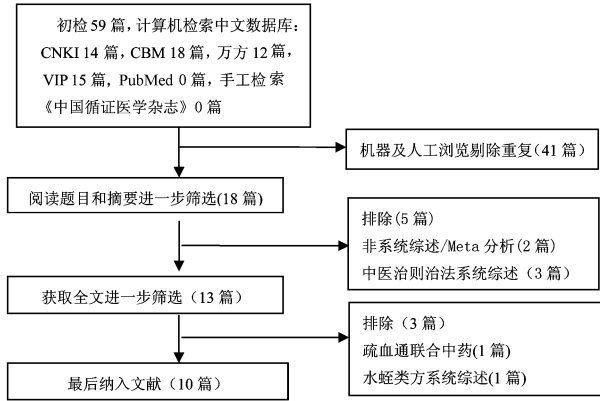 初检 59 篇，计算机检索中文数据库：
CNKI 14 篇，CBM 18 篇，万方 12 篇，
VIP 15 篇，PubMed 0 篇，手工检索
《中国循证医学杂志》0 篇
机器及人工浏览剔除重复（41 篇）
阅读题目和摘要进一步筛选(18 篇)
排除(5 篇)
非系统综述/Meta 分析(2 篇)
中医治则治法系统综述（3 篇）
获取全文进一步筛选（13 篇）
排除（3 篇）
疏血通联合中药(1 篇)
水蛭类方系统综述(1 篇)
最后纳入文献（10 篇）